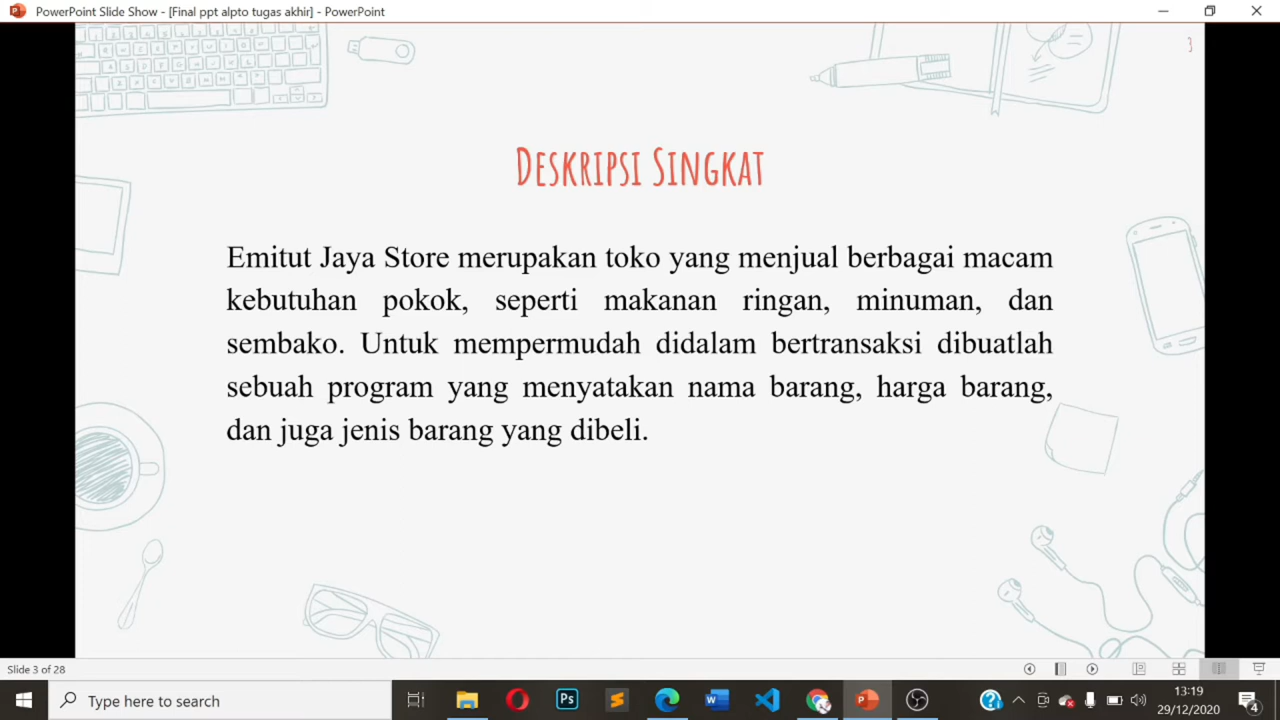 PowerPoint Slide Show - [Final ppt alpto tugas akhir] - PowerPoint
3
Deskripsi Singkat
Emitut Jaya Store merupakan toko yang menjual berbagai macam
kebutuhan pokok, seperti makanan ringan, minuman, dan
sembako. Untuk mempermudah didalam bertransaksi dibuatlah
sebuah program yang menyatakan nama barang, harga barang,
dan juga jenis barang yang dibeli.
Slide 3 of 28
Type here to search
Ps
13:19
29/12/2020
4